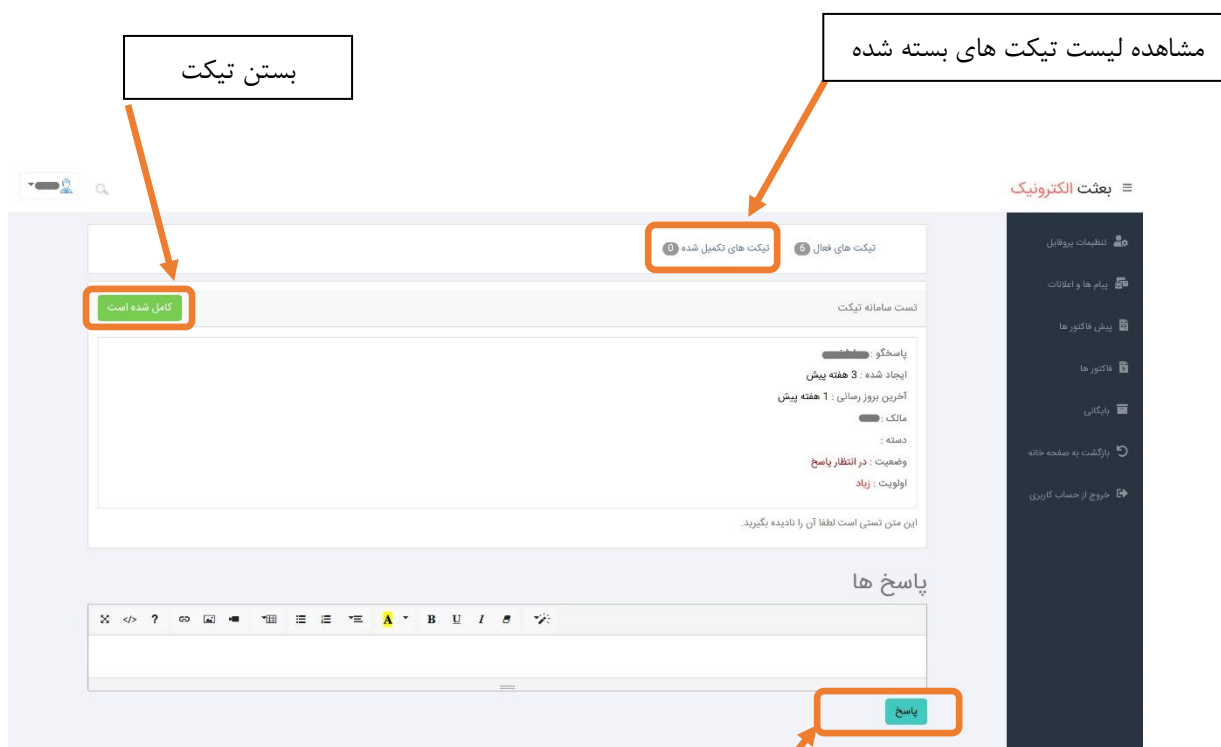 مشاهده لیست تیکت های بسته شده
بستن تیکت
بعثت الکترونیک
تنظیمات پروفایل
پیام ها و اعلانات
پیش فاکتور ها
فاکتور ها
بایگانی
بازگشت به صفحه خانه
خروج از حساب کاربری
تیکت های فعال 6
تیکت های تکمیل شده 0
تست سامانه تیکت
کامل شده است
پاسخگو :
ایجاد شده : 3 هفته پیش
آخرین بروز رسانی : 1 هفته پیش
مالک :
دسته :
وضعیت : در انتظار پاسخ
اولویت : زیاد
این متن تستی است لطفا آن را نادیده بگیرید.
پاسخ ها
</> ? A B U I
پاسخ